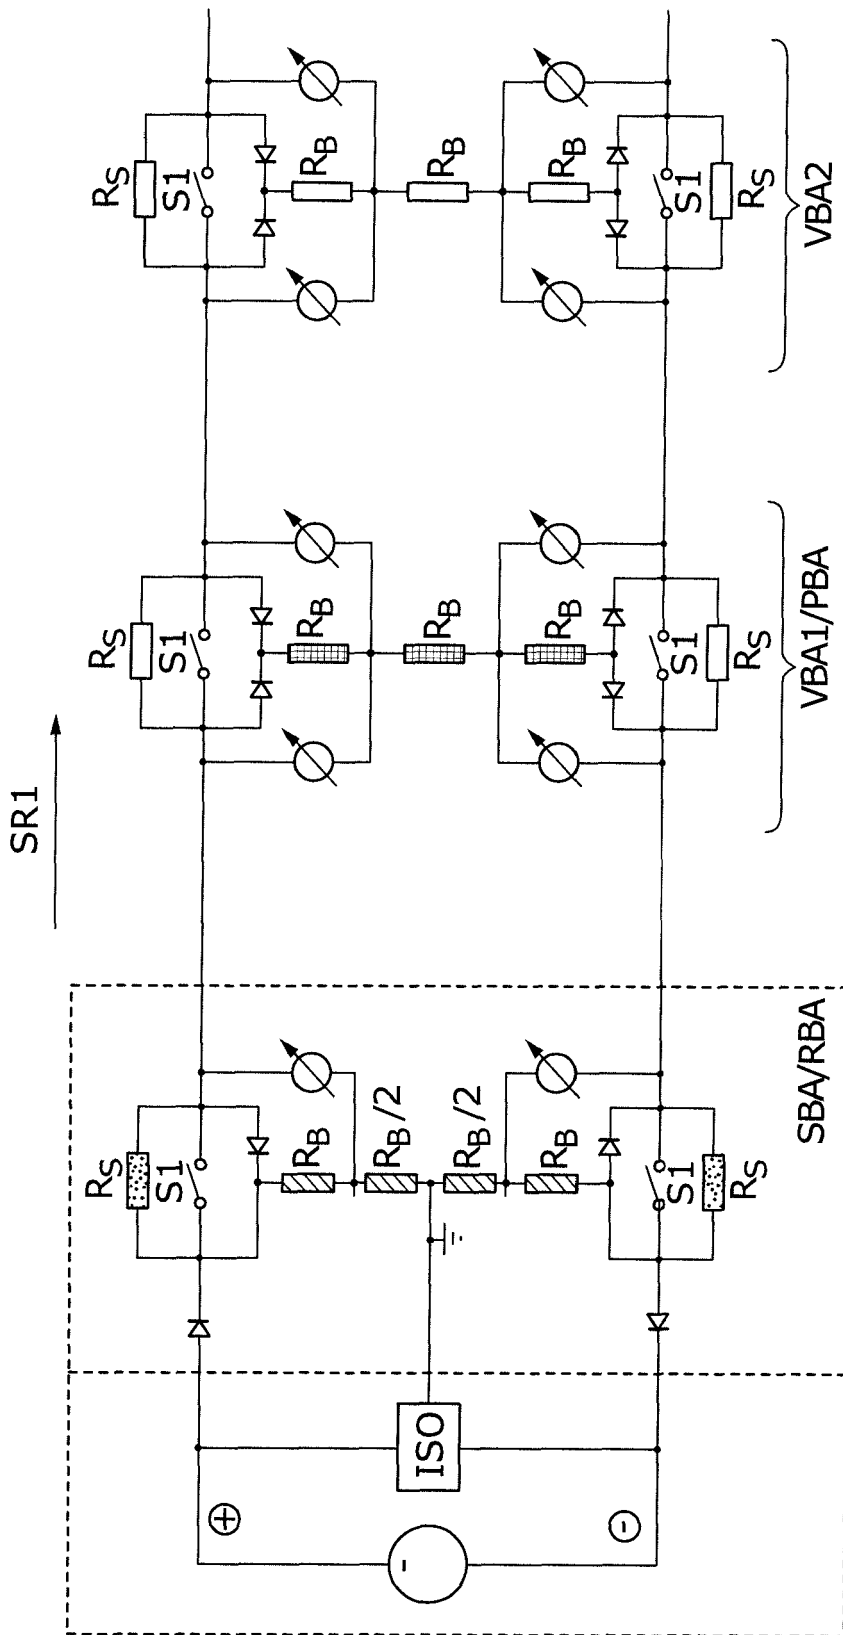 R_S
S1
R_B
R_B
R_B
S1
R_S
VBA2
SR1
R_S
S1
R_B
R_B
R_B
S1
R_S
VBA1/PBA
R_S
S1
R_B
R_B/2
R_B/2
R_B
S1
R_S
SBA/RBA
ISO
+
-
-